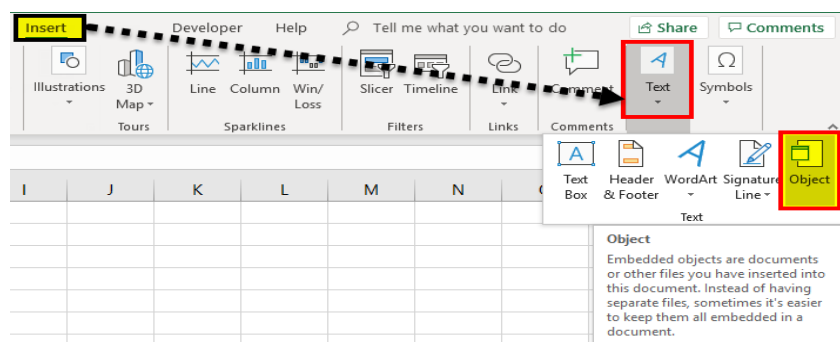 Insert Developer Help Tell me what you want to do Share Comments
Illustrations 3D Map Line Column Win/Loss Slicer Timeline Link Comment Text Symbols
Tours Sparklines Filters Links Comments
Text Box Header & Footer WordArt Signature Line Object
Text
I J K L M N
Object
Embedded objects are documents
or other files you have inserted into
this document. Instead of having
separate files, sometimes it's easier
to keep them all embedded in a
document.